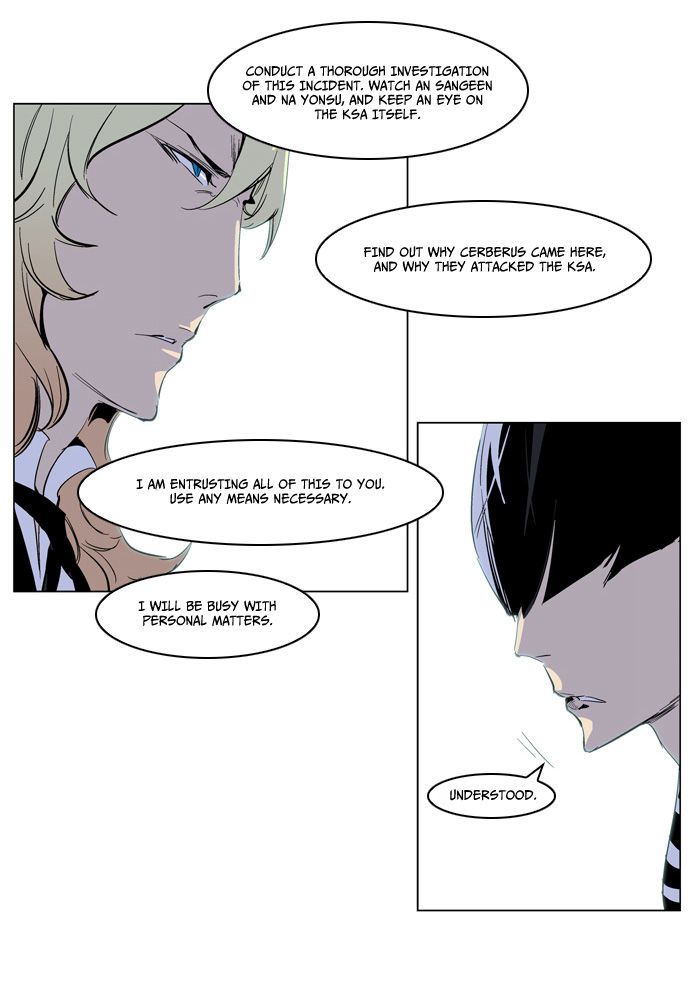 CONDUCT A THOROUGH INVESTIGATION
OF THIS INCIDENT. WATCH AN SANGEEN
AND NA YONSU, AND KEEP AN EYE ON
THE KSA ITSELF.
FIND OUT WHY CERBERUS CAME HERE,
AND WHY THEY ATTACKED THE KSA.
I AM ENTRUSTING ALL OF THIS TO YOU.
USE ANY MEANS NECESSARY.
I WILL BE BUSY WITH
PERSONAL MATTERS.
UNDERSTOOD.